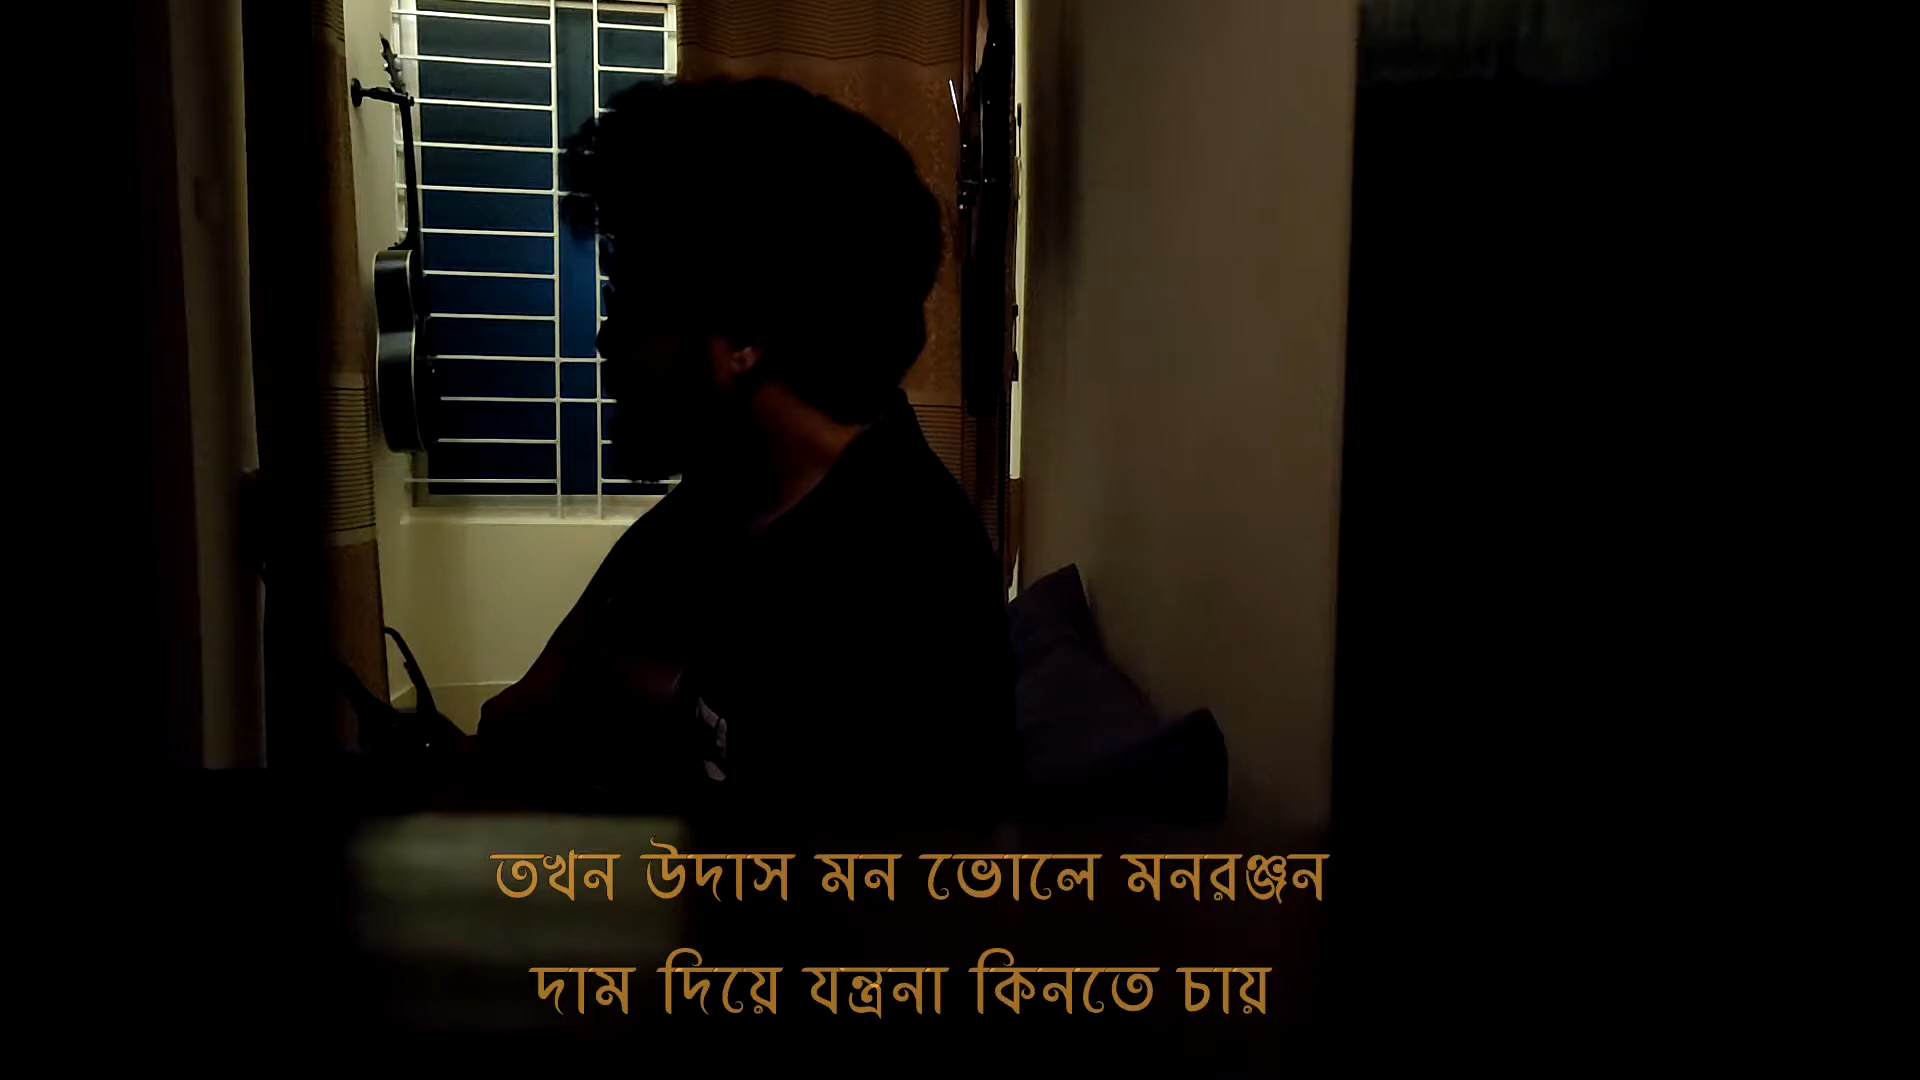 তখন উদাস মন ভোলে মনরঞ্জন
দাম দিয়ে যন্ত্রনা কিনতে চায়